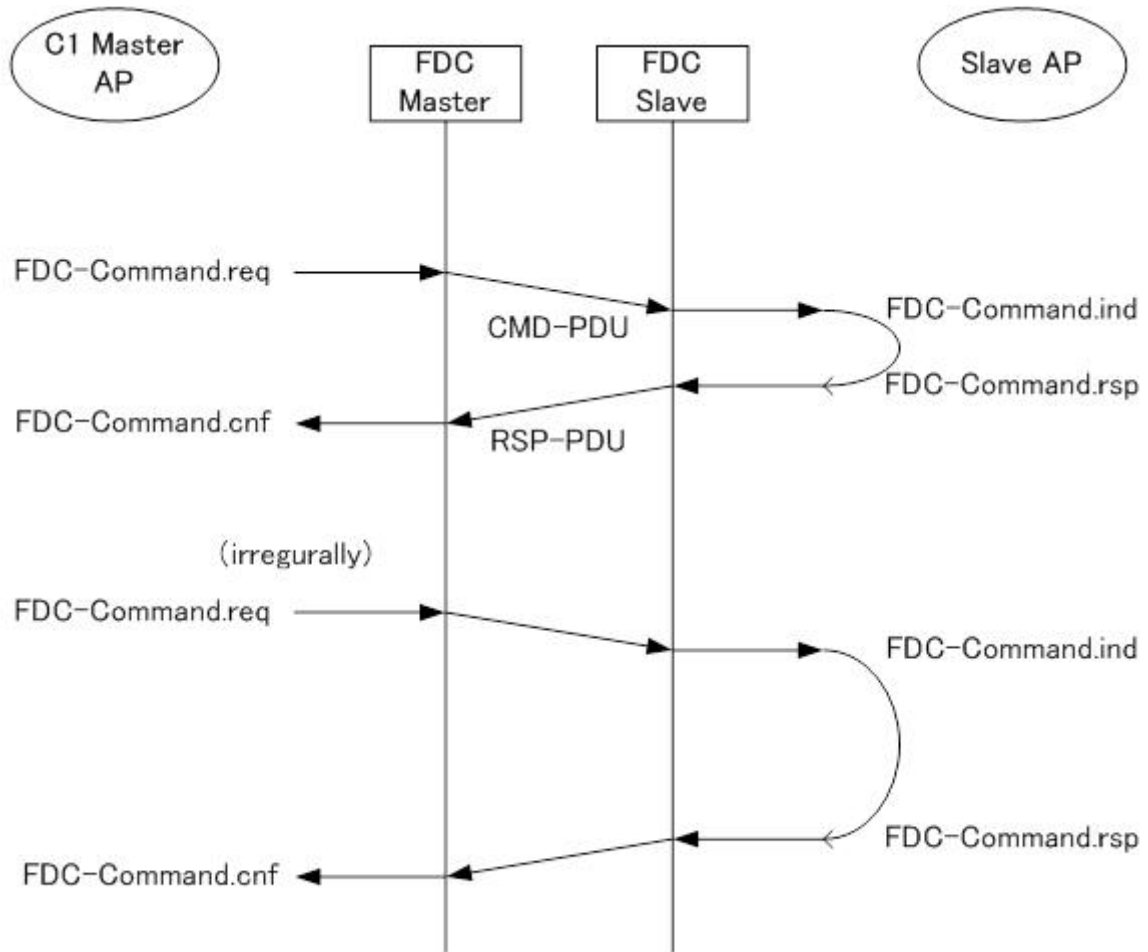 C1 Master
AP
FDC
Master
FDC
Slave
Slave AP
FDC-Command.req
CMD-PDU
FDC-Command.ind
FDC-Command.rsp
FDC-Command.cnf
RSP-PDU
(irregurally)
FDC-Command.req
FDC-Command.ind
FDC-Command.rsp
FDC-Command.cnf